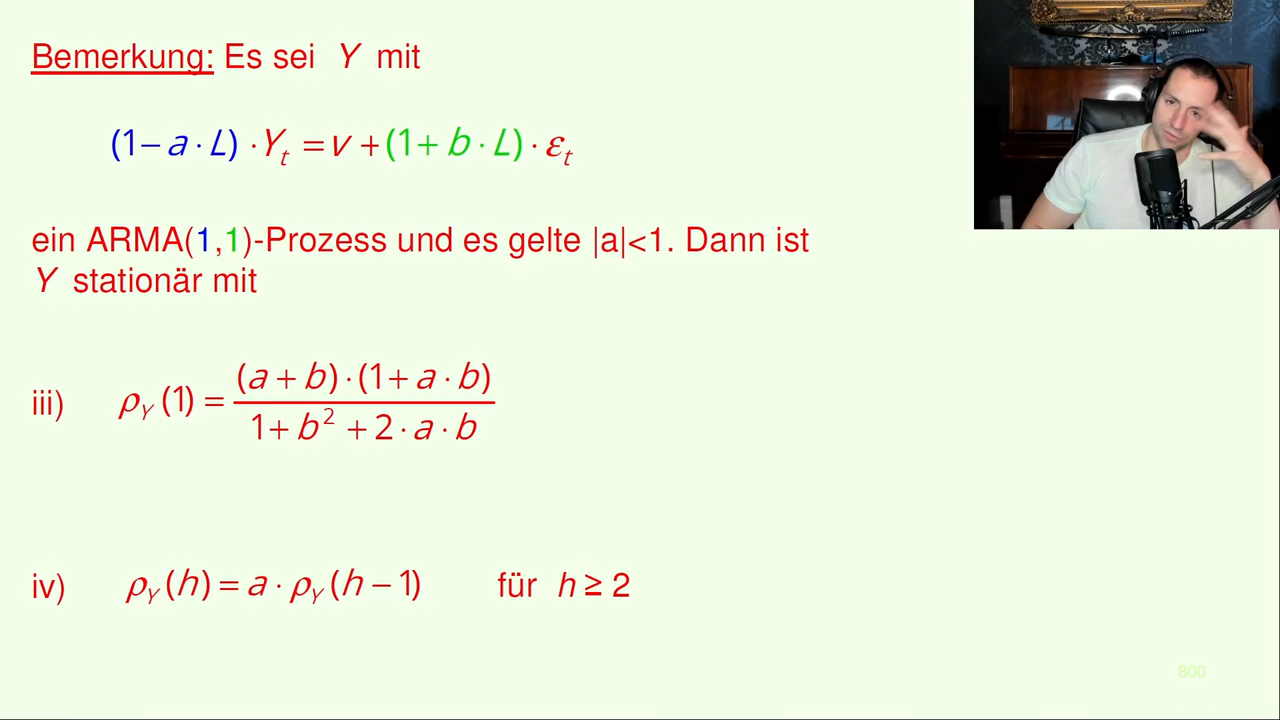 Bemerkung: Es sei Y mit
(1− a · L) · Y_t = v + (1+ b · L) · ε_t
ein ARMA(1,1)-Prozess und es gelte |a|<1. Dann ist
Y stationär mit
iii) ρ_Y (1) = (a + b) · (1+ a · b) / 1+ b² + 2 · a · b
iv) ρ_Y (h) = a · ρ_Y (h − 1) für h ≥ 2
800